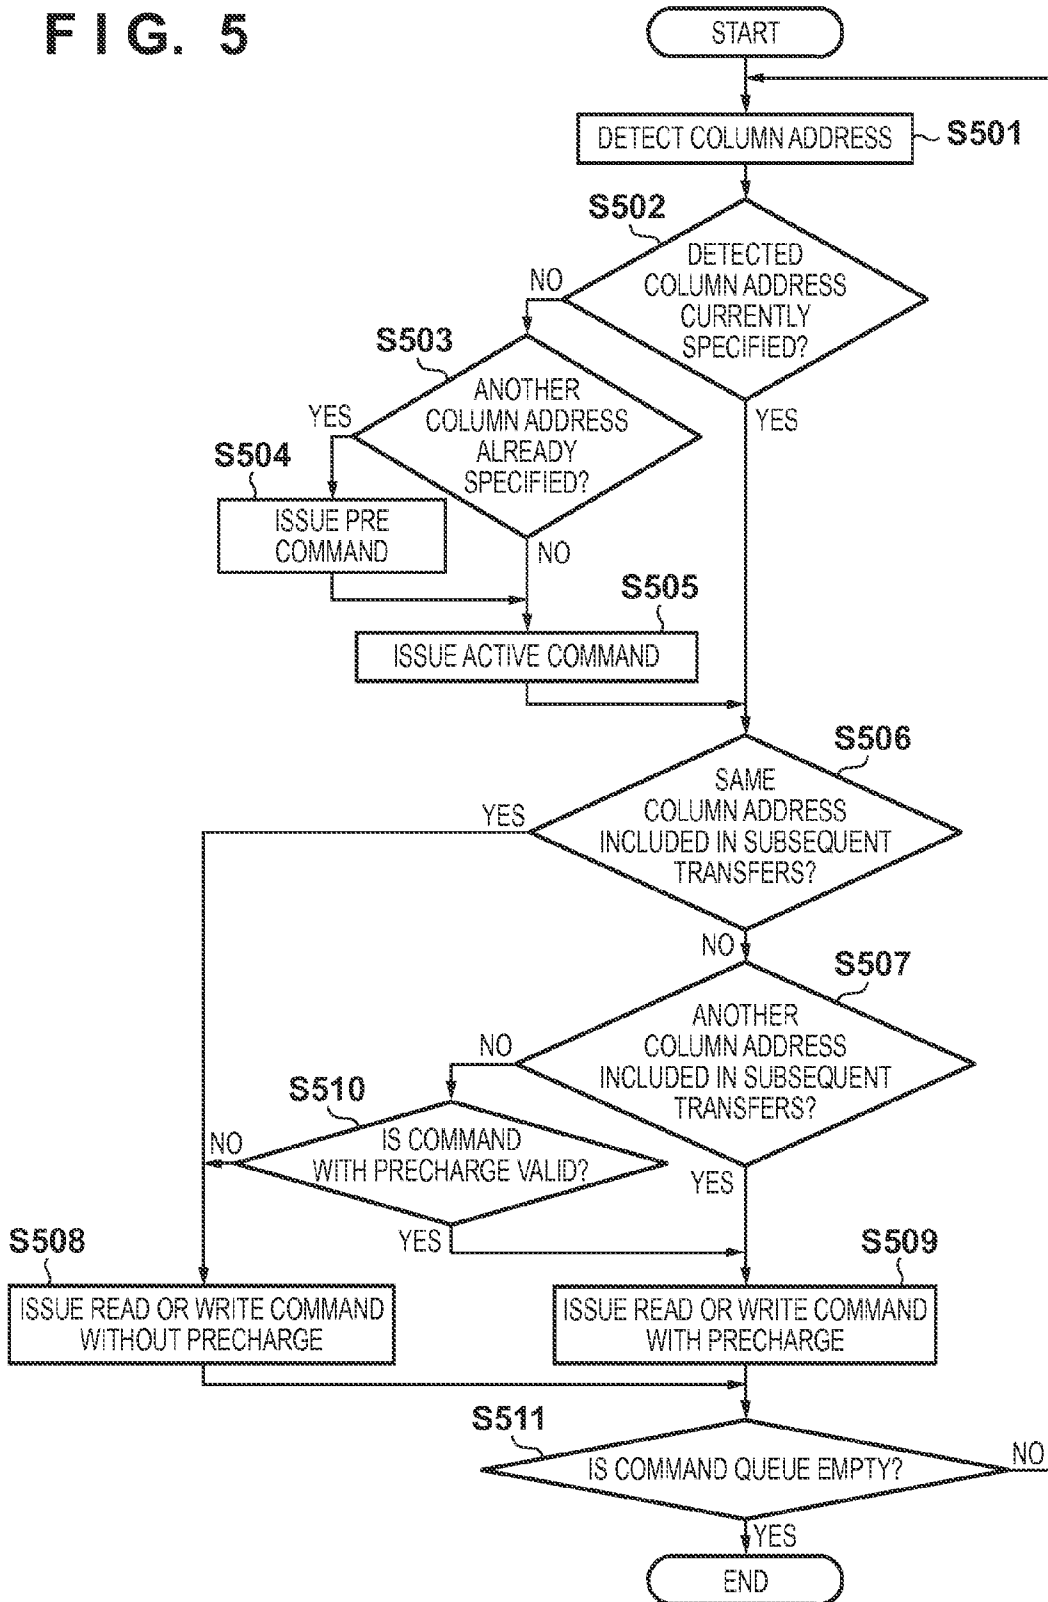 FIG. 5
START
DETECT COLUMN ADDRESS
S501
S502
DETECTED
COLUMN ADDRESS
CURRENTLY
SPECIFIED?
NO
YES
S503
ANOTHER
COLUMN ADDRESS
ALREADY
SPECIFIED?
YES
NO
S504
ISSUE PRE
COMMAND
S505
ISSUE ACTIVE COMMAND
S506
SAME
COLUMN ADDRESS
INCLUDED IN SUBSEQUENT
TRANSFERS?
YES
NO
S507
ANOTHER
COLUMN ADDRESS
INCLUDED IN SUBSEQUENT
TRANSFERS?
NO
YES
S510
IS COMMAND
WITH PRECHARGE VALID?
NO
YES
S508
ISSUE READ OR WRITE COMMAND
WITHOUT PRECHARGE
S509
ISSUE READ OR WRITE COMMAND
WITH PRECHARGE
S511
IS COMMAND QUEUE EMPTY?
NO
YES
END